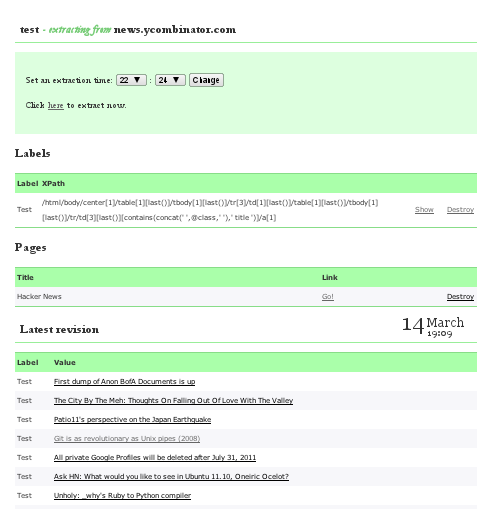 test - extracting from news.ycombinator.com
Set an extraction time: 22 ▼ : 24 ▼ Change
Click here to extract now.
Labels
Label XPath
/html/body/center[1]/table[1][last()]/tbody[1][last()]/tr[3]/td[1][last()]/table[1][last()]/tbody[1]
Test Show Destroy
[last()]/tr/td[3][last()][contains(concat(' ',@class,' '),' title ')]/a[1]
Pages
Title Link
Hacker News Go! Destroy
Latest revision 14 March
19:09
Label Value
Test First dump of Anon BofA Documents is up
Test The City By The Meh: Thoughts On Falling Out Of Love With The Valley
Test Patio11's perspective on the Japan Earthquake
Test Git is as revolutionary as Unix pipes (2008)
Test All private Google Profiles will be deleted after July 31, 2011
Test Ask HN: What would you like to see in Ubuntu 11.10, Oneiric Ocelot?
Test Unholy: _why's Ruby to Python compiler